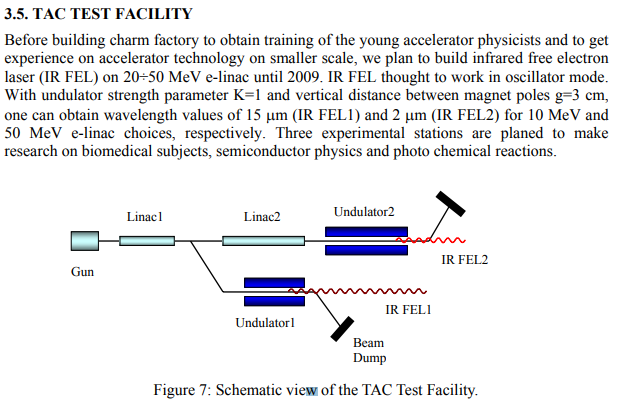 3.5. TAC TEST FACILITY
Before building charm factory to obtain training of the young accelerator physicists and to get
experience on accelerator technology on smaller scale, we plan to build infrared free electron
laser (IR FEL) on 20÷50 MeV e-linac until 2009. IR FEL thought to work in oscillator mode.
With undulator strength parameter K=1 and vertical distance between magnet poles g=3 cm,
one can obtain wavelength values of 15 μm (IR FEL1) and 2 μm (IR FEL2) for 10 MeV and
50 MeV e-linac choices, respectively. Three experimental stations are planed to make
research on biomedical subjects, semiconductor physics and photo chemical reactions.
Linac1
Linac2
Undulator2
Gun
IR FEL2
Undulator1
IR FEL1
Beam
Dump
Figure 7: Schematic view of the TAC Test Facility.